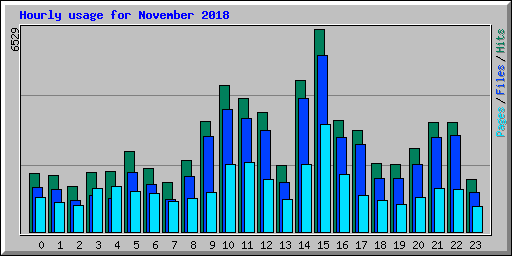 Hourly usage for November 2018
6529
Pages/Files/Hits
0 1 2 3 4 5 6 7 8 9 10 11 12 13 14 15 16 17 18 19 20 21 22 23